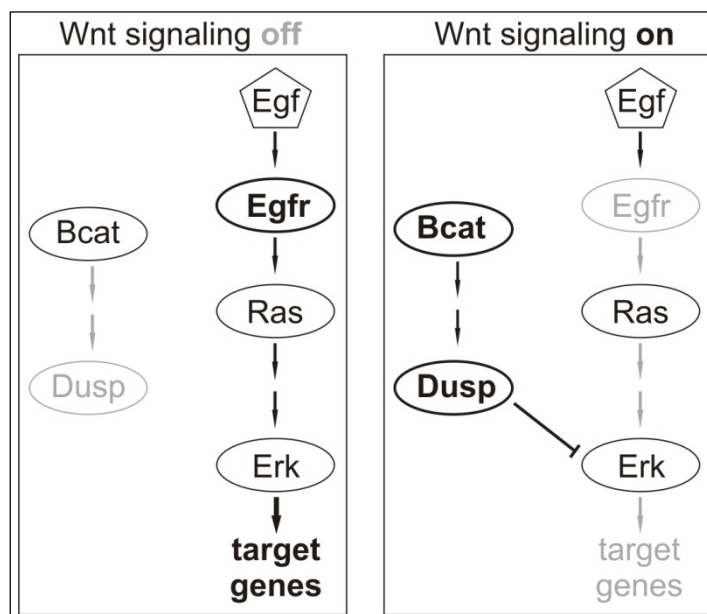 Wnt signaling off
Egf
Egfr
Bcat
Ras
Dusp
Erk
target
genes
Wnt signaling on
Egf
Egfr
Bcat
Ras
Dusp
Erk
target
genes